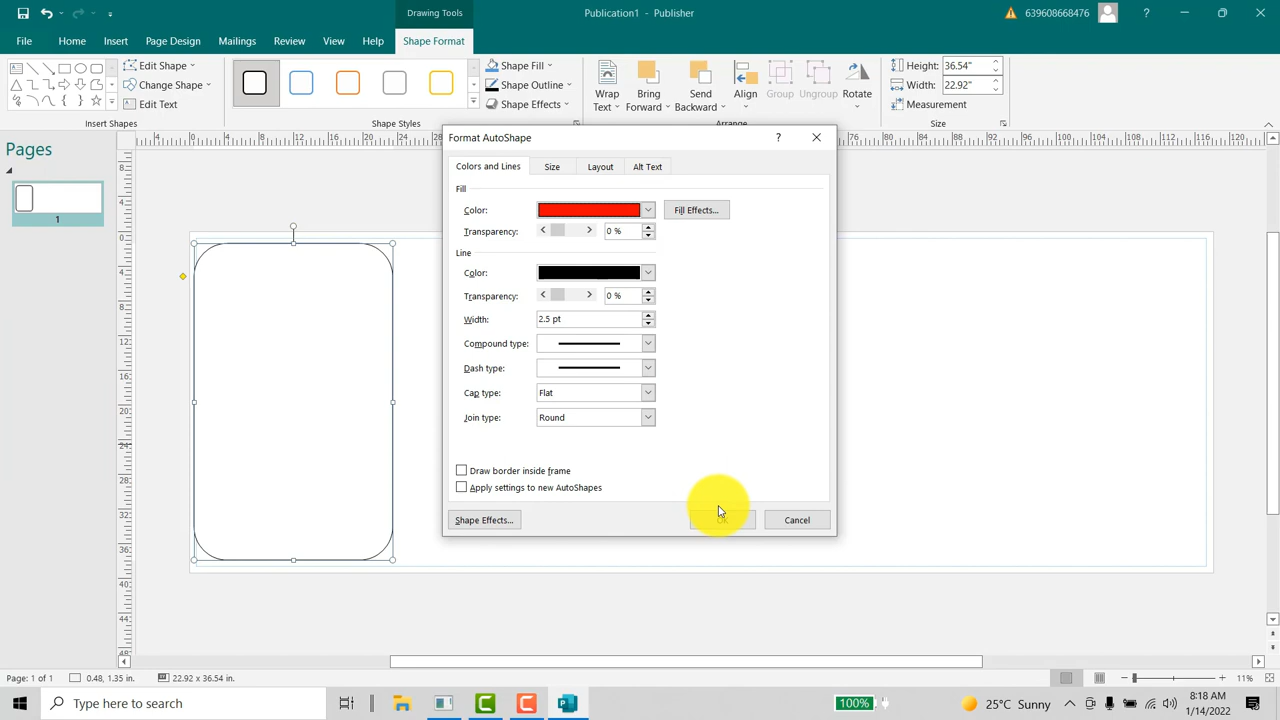 Drawing Tools
Publication1 - Publisher
639608668476
File Home Insert Page Design Mailings Review View Help Shape Format
Edit Shape
Change Shape
Edit Text
Insert Shapes
Shape Styles
Shape Fill
Shape Outline
Shape Effects
Wrap Text
Bring Forward
Send Backward
Align
Group
Ungroup
Rotate
Arrange
Height: 36.54"
Width: 22.92"
Measurement
Size
Pages
1
Format AutoShape
Colors and Lines Size Layout Alt Text
Fill
Color:
Fill Effects...
Transparency: 0 %
Line
Color:
Transparency: 0 %
Width: 2.5 pt
Compound type:
Dash type:
Cap type: Flat
Join type: Round
Draw border inside frame
Apply settings to new AutoShapes
Shape Effects... OK Cancel
Page: 1 of 1 0.48, 1.35 in. 22.92 x 36.54 in. 11%
Type here to search
100%
25°C Sunny
8:18 AM
1/14/2022